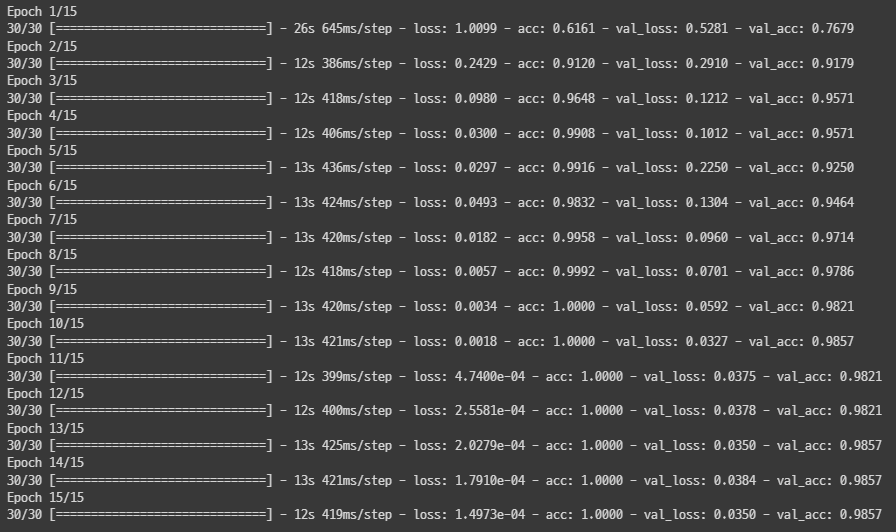 Epoch 1/15
30/30 [==============================] - 26s 645ms/step - loss: 1.0099 - acc: 0.6161 - val_loss: 0.5281 - val_acc: 0.7679
Epoch 2/15
30/30 [==============================] - 12s 386ms/step - loss: 0.2429 - acc: 0.9120 - val_loss: 0.2910 - val_acc: 0.9179
Epoch 3/15
30/30 [==============================] - 12s 418ms/step - loss: 0.0980 - acc: 0.9648 - val_loss: 0.1212 - val_acc: 0.9571
Epoch 4/15
30/30 [==============================] - 12s 406ms/step - loss: 0.0300 - acc: 0.9908 - val_loss: 0.1012 - val_acc: 0.9571
Epoch 5/15
30/30 [==============================] - 13s 436ms/step - loss: 0.0297 - acc: 0.9916 - val_loss: 0.2250 - val_acc: 0.9250
Epoch 6/15
30/30 [==============================] - 13s 424ms/step - loss: 0.0493 - acc: 0.9832 - val_loss: 0.1304 - val_acc: 0.9464
Epoch 7/15
30/30 [==============================] - 13s 420ms/step - loss: 0.0182 - acc: 0.9958 - val_loss: 0.0960 - val_acc: 0.9714
Epoch 8/15
30/30 [==============================] - 12s 418ms/step - loss: 0.0057 - acc: 0.9992 - val_loss: 0.0701 - val_acc: 0.9786
Epoch 9/15
30/30 [==============================] - 13s 420ms/step - loss: 0.0034 - acc: 1.0000 - val_loss: 0.0592 - val_acc: 0.9821
Epoch 10/15
30/30 [==============================] - 13s 421ms/step - loss: 0.0018 - acc: 1.0000 - val_loss: 0.0327 - val_acc: 0.9857
Epoch 11/15
30/30 [==============================] - 12s 399ms/step - loss: 4.7400e-04 - acc: 1.0000 - val_loss: 0.0375 - val_acc: 0.9821
Epoch 12/15
30/30 [==============================] - 12s 400ms/step - loss: 2.5581e-04 - acc: 1.0000 - val_loss: 0.0378 - val_acc: 0.9821
Epoch 13/15
30/30 [==============================] - 13s 425ms/step - loss: 2.0279e-04 - acc: 1.0000 - val_loss: 0.0350 - val_acc: 0.9857
Epoch 14/15
30/30 [==============================] - 13s 421ms/step - loss: 1.7910e-04 - acc: 1.0000 - val_loss: 0.0384 - val_acc: 0.9857
Epoch 15/15
30/30 [==============================] - 12s 419ms/step - loss: 1.4973e-04 - acc: 1.0000 - val_loss: 0.0350 - val_acc: 0.9857